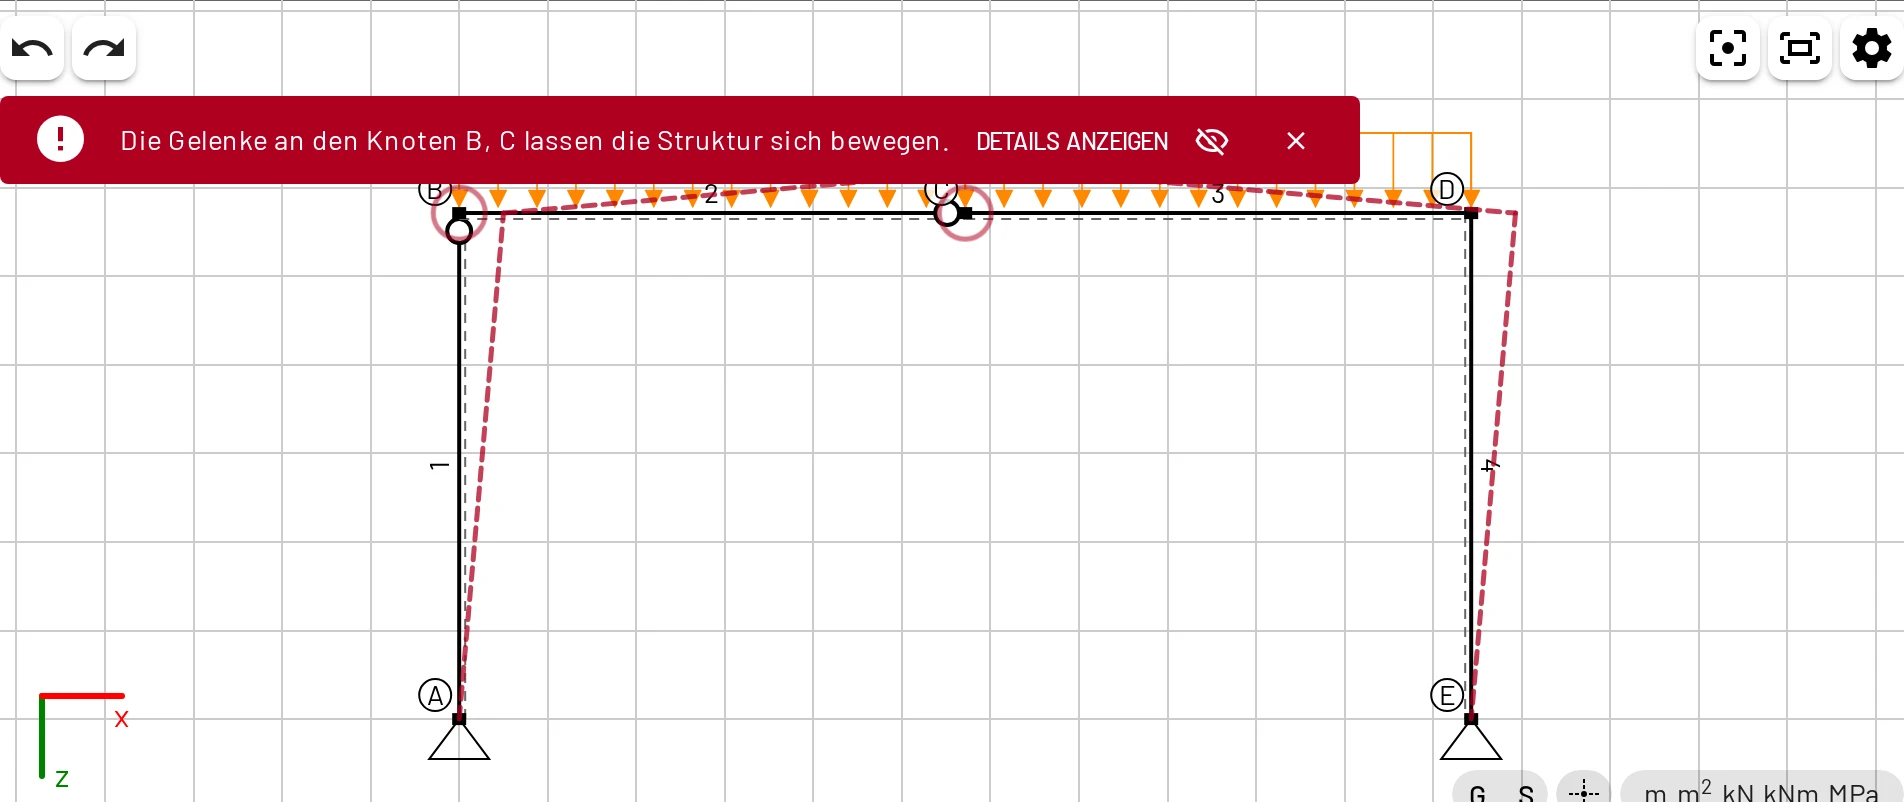 Die Gelenke an den Knoten B, C lassen die Struktur sich bewegen. DETAILS ANZEIGEN
B 2 C 3 D
1 4
A E
x
z
G S m m² kN kNm MPa